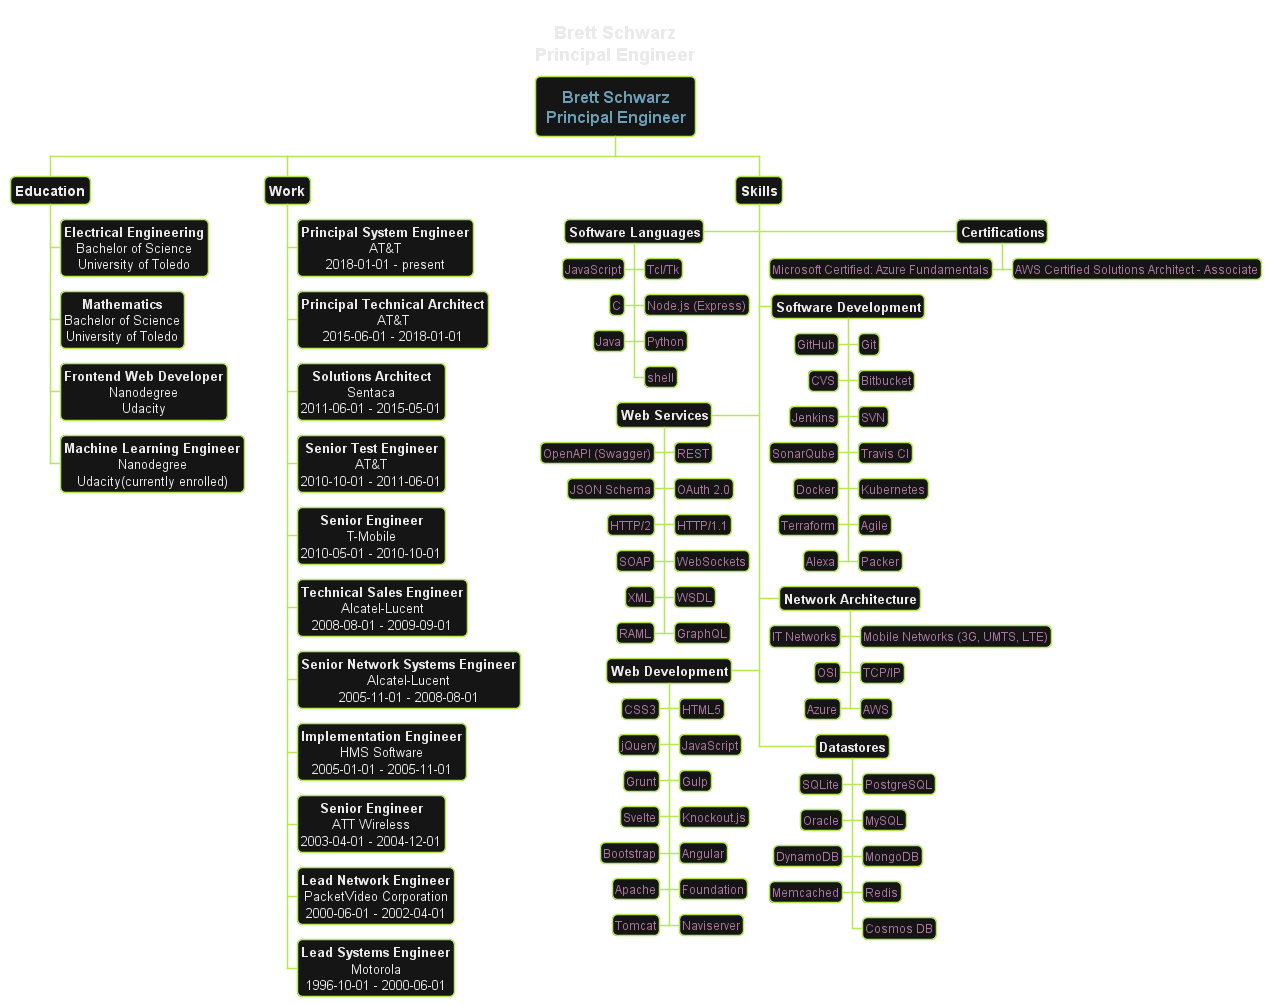 Brett Schwarz
Principal Engineer
Brett Schwarz
Principal Engineer
Education
Electrical Engineering
Bachelor of Science
University of Toledo
Mathematics
Bachelor of Science
University of Toledo
Frontend Web Developer
Nanodegree
Udacity
Machine Learning Engineer
Nanodegree
Udacity(currently enrolled)
Work
Principal System Engineer
AT&T
2018-01-01 - present
Principal Technical Architect
AT&T
2015-06-01 - 2018-01-01
Solutions Architect
Sentaca
2011-06-01 - 2015-05-01
Senior Test Engineer
AT&T
2010-10-01 - 2011-06-01
Senior Engineer
T-Mobile
2010-05-01 - 2010-10-01
Technical Sales Engineer
Alcatel-Lucent
2008-08-01 - 2009-09-01
Senior Network Systems Engineer
Alcatel-Lucent
2005-11-01 - 2008-08-01
Implementation Engineer
HMS Software
2005-01-01 - 2005-11-01
Senior Engineer
ATT Wireless
2003-04-01 - 2004-12-01
Lead Network Engineer
PacketVideo Corporation
2000-06-01 - 2002-04-01
Lead Systems Engineer
Motorola
1996-10-01 - 2000-06-01
Skills
Software Languages
JavaScript
Tcl/Tk
C
Node.js (Express)
Java
Python
shell
Web Services
OpenAPI (Swagger)
REST
JSON Schema
OAuth 2.0
HTTP/2
HTTP/1.1
SOAP
WebSockets
XML
WSDL
RAML
GraphQL
Web Development
CSS3
HTML5
jQuery
JavaScript
Grunt
Gulp
Svelte
Knockout.js
Bootstrap
Angular
Apache
Foundation
Tomcat
Naviserver
Certifications
Microsoft Certified: Azure Fundamentals
AWS Certified Solutions Architect - Associate
Software Development
GitHub
Git
CVS
Bitbucket
Jenkins
SVN
SonarQube
Travis CI
Docker
Kubernetes
Terraform
Agile
Alexa
Packer
Network Architecture
IT Networks
Mobile Networks (3G, UMTS, LTE)
OSI
TCP/IP
Azure
AWS
Datastores
SQLite
PostgreSQL
Oracle
MySQL
DynamoDB
MongoDB
Memcached
Redis
Cosmos DB